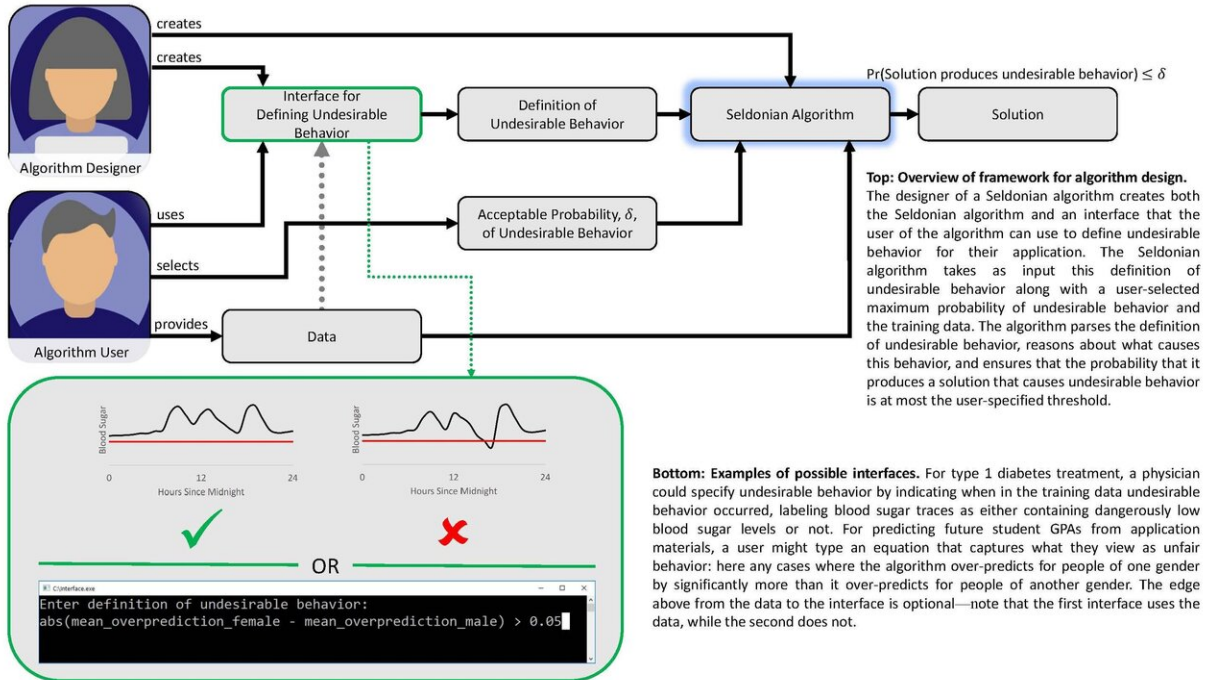 creates
creates
Algorithm Designer
Interface for
Defining Undesirable
Behavior
Definition of
Undesirable Behavior
Seldonian Algorithm
Pr(Solution produces undesirable behavior) ≤ δ
Solution
uses
selects
provides
Algorithm User
Acceptable Probability, δ,
of Undesirable Behavior
Data
Top: Overview of framework for algorithm design.
The designer of a Seldonian algorithm creates both
the Seldonian algorithm and an interface that the
user of the algorithm can use to define undesirable
behavior for their application. The Seldonian
algorithm takes as input this definition of
undesirable behavior along with a user-selected
maximum probability of undesirable behavior and
the training data. The algorithm parses the definition
of undesirable behavior, reasons about what causes
this behavior, and ensures that the probability that it
produces a solution that causes undesirable behavior
is at most the user-specified threshold.
Blood Sugar
0 12 24
Hours Since Midnight
Blood Sugar
0 12 24
Hours Since Midnight
OR
C:\Interface.exe
Enter definition of undesirable behavior:
abs(mean_overprediction_female - mean_overprediction_male) > 0.05
Bottom: Examples of possible interfaces. For type 1 diabetes treatment, a physician
could specify undesirable behavior by indicating when in the training data undesirable
behavior occurred, labeling blood sugar traces as either containing dangerously low
blood sugar levels or not. For predicting future student GPAs from application
materials, a user might type an equation that captures what they view as unfair
behavior: here any cases where the algorithm over-predicts for people of one gender
by significantly more than it over-predicts for people of another gender. The edge
above from the data to the interface is optional—note that the first interface uses the
data, while the second does not.